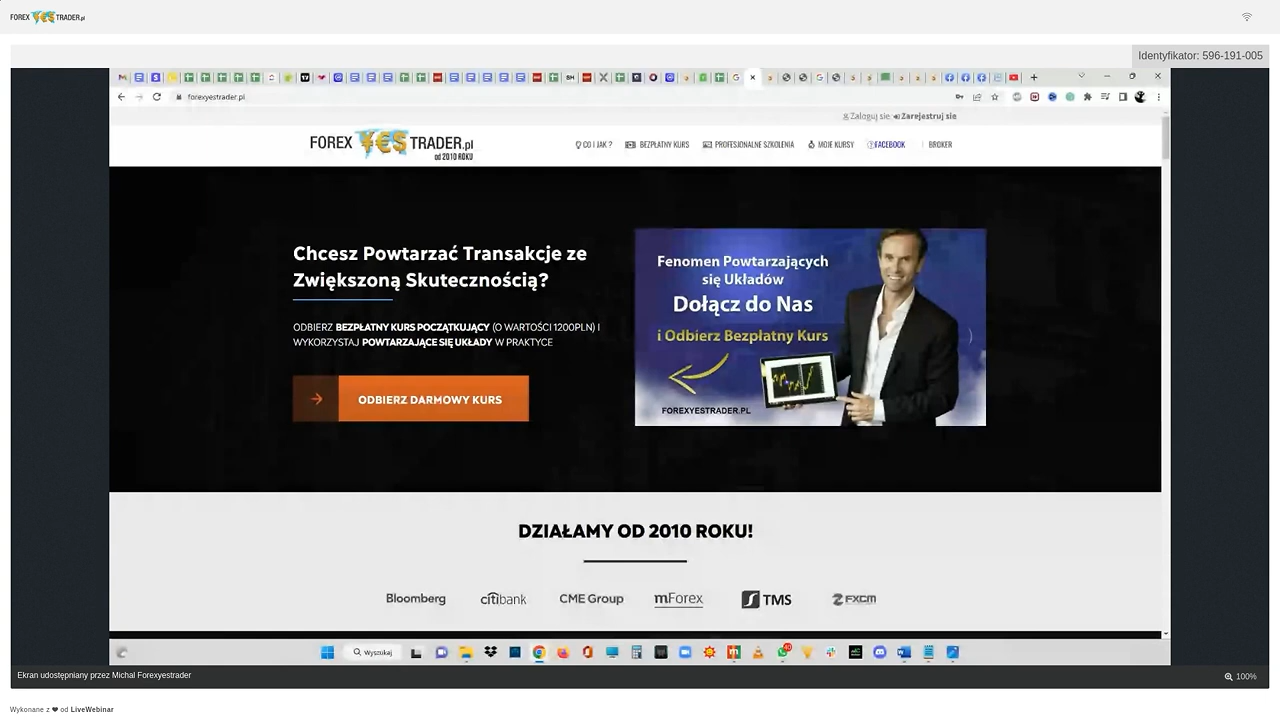 FOREX Y€$ TRADER.pl
Identyfikator: 596-191-005
forexyestrader.pl
Zaloguj się Zarejestruj się
FOREX Y€$ TRADER.pl
od 2010 ROKU
CO I JAK ? BEZPŁATNY KURS PROFESJONALNE SZKOLENIA MOJE KURSY FACEBOOK BROKER
Chcesz Powtarzać Transakcje ze
Zwiększoną Skutecznością?
ODBIERZ BEZPŁATNY KURS POCZĄTKUJĄCY (O WARTOŚCI 1200PLN) I
WYKORZYSTAJ POWTARZAJĄCE SIĘ UKŁADY W PRAKTYCE
ODBIERZ DARMOWY KURS
Fenomen Powtarzających
się Układów
Dołącz do Nas
i Odbierz Bezpłatny Kurs
FOREXYESTRADER.PL
DZIAŁAMY OD 2010 ROKU!
Bloomberg citibank CME Group mForex TMS FXCM
Wyszukaj
40
Ekran udostępniany przez Michal Forexyestrader
100%
Wykonane z ❤ od LiveWebinar